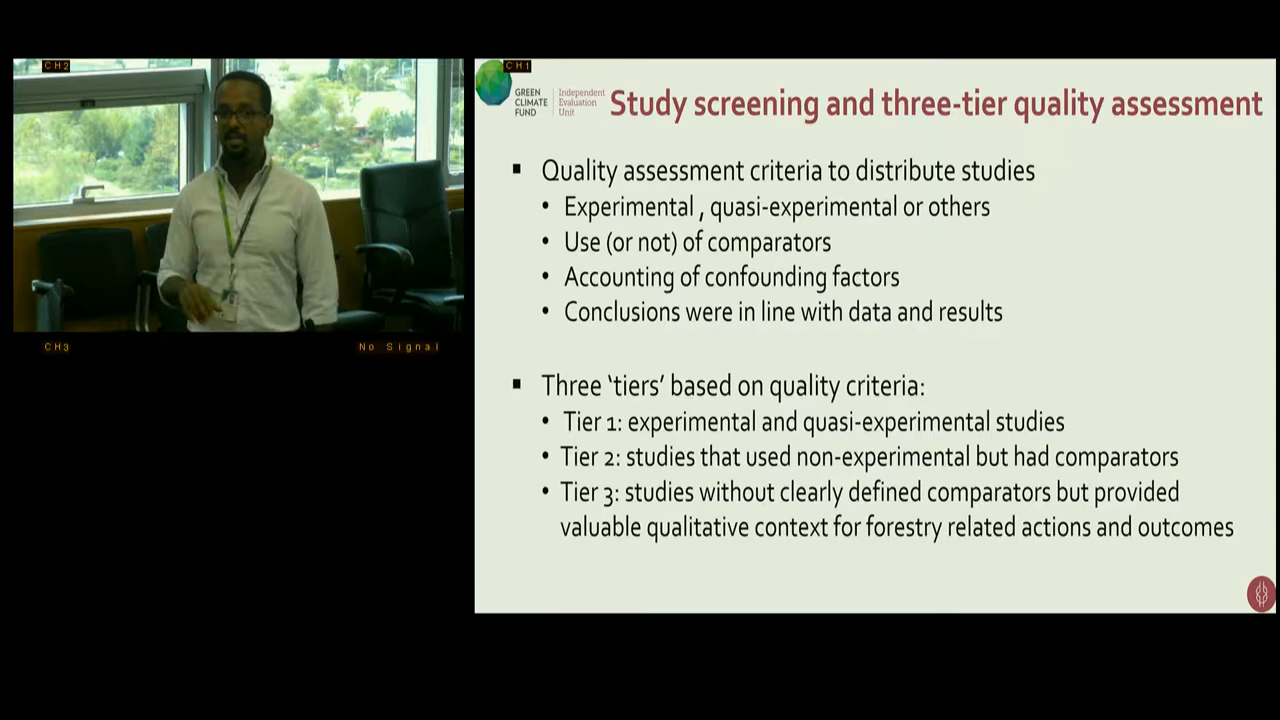 CH2
CH3
No Signal
CH1
GREEN
CLIMATE
FUND
Independent
Evaluation
Unit
Study screening and three-tier quality assessment
▪ Quality assessment criteria to distribute studies
• Experimental , quasi-experimental or others
• Use (or not) of comparators
• Accounting of confounding factors
• Conclusions were in line with data and results
▪ Three ‘tiers’ based on quality criteria:
• Tier 1: experimental and quasi-experimental studies
• Tier 2: studies that used non-experimental but had comparators
• Tier 3: studies without clearly defined comparators but provided
valuable qualitative context for forestry related actions and outcomes